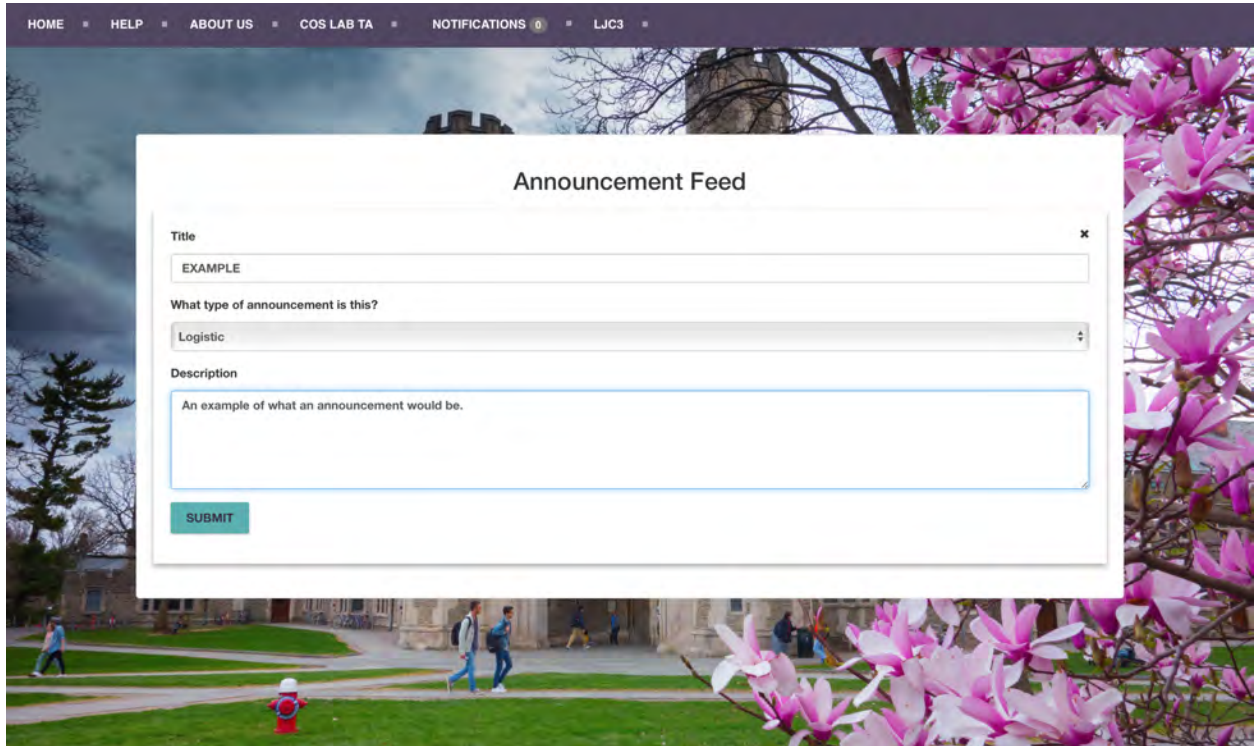 HOME HELP ABOUT US COS LAB TA NOTIFICATIONS 0 LJC3
Announcement Feed
Title
EXAMPLE
What type of announcement is this?
Logistic
Description
An example of what an announcement would be.
SUBMIT